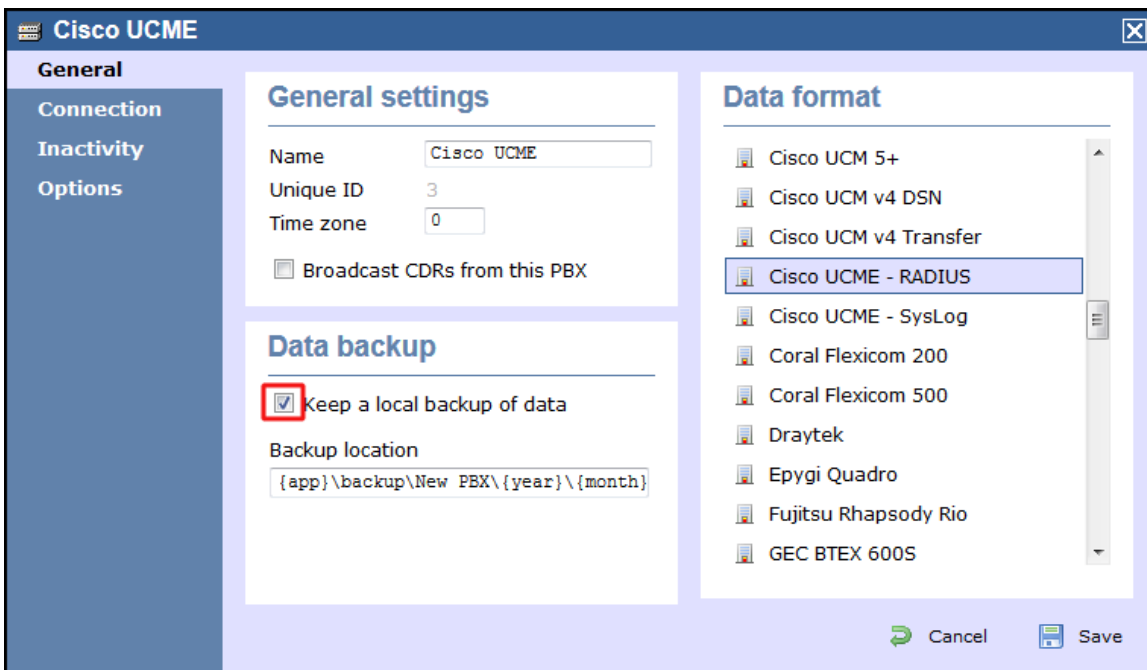 Cisco UCME
General
Connection
Inactivity
Options
General settings
Name Cisco UCME
Unique ID 3
Time zone 0
Broadcast CDRs from this PBX
Data backup
Keep a local backup of data
Backup location
{app}\backup\New PBX\{year}\{month}
Data format
Cisco UCM 5+
Cisco UCM v4 DSN
Cisco UCM v4 Transfer
Cisco UCME - RADIUS
Cisco UCME - SysLog
Coral Flexicom 200
Coral Flexicom 500
Draytek
Epygi Quadro
Fujitsu Rhapsody Rio
GEC BTEX 600S
Cancel Save